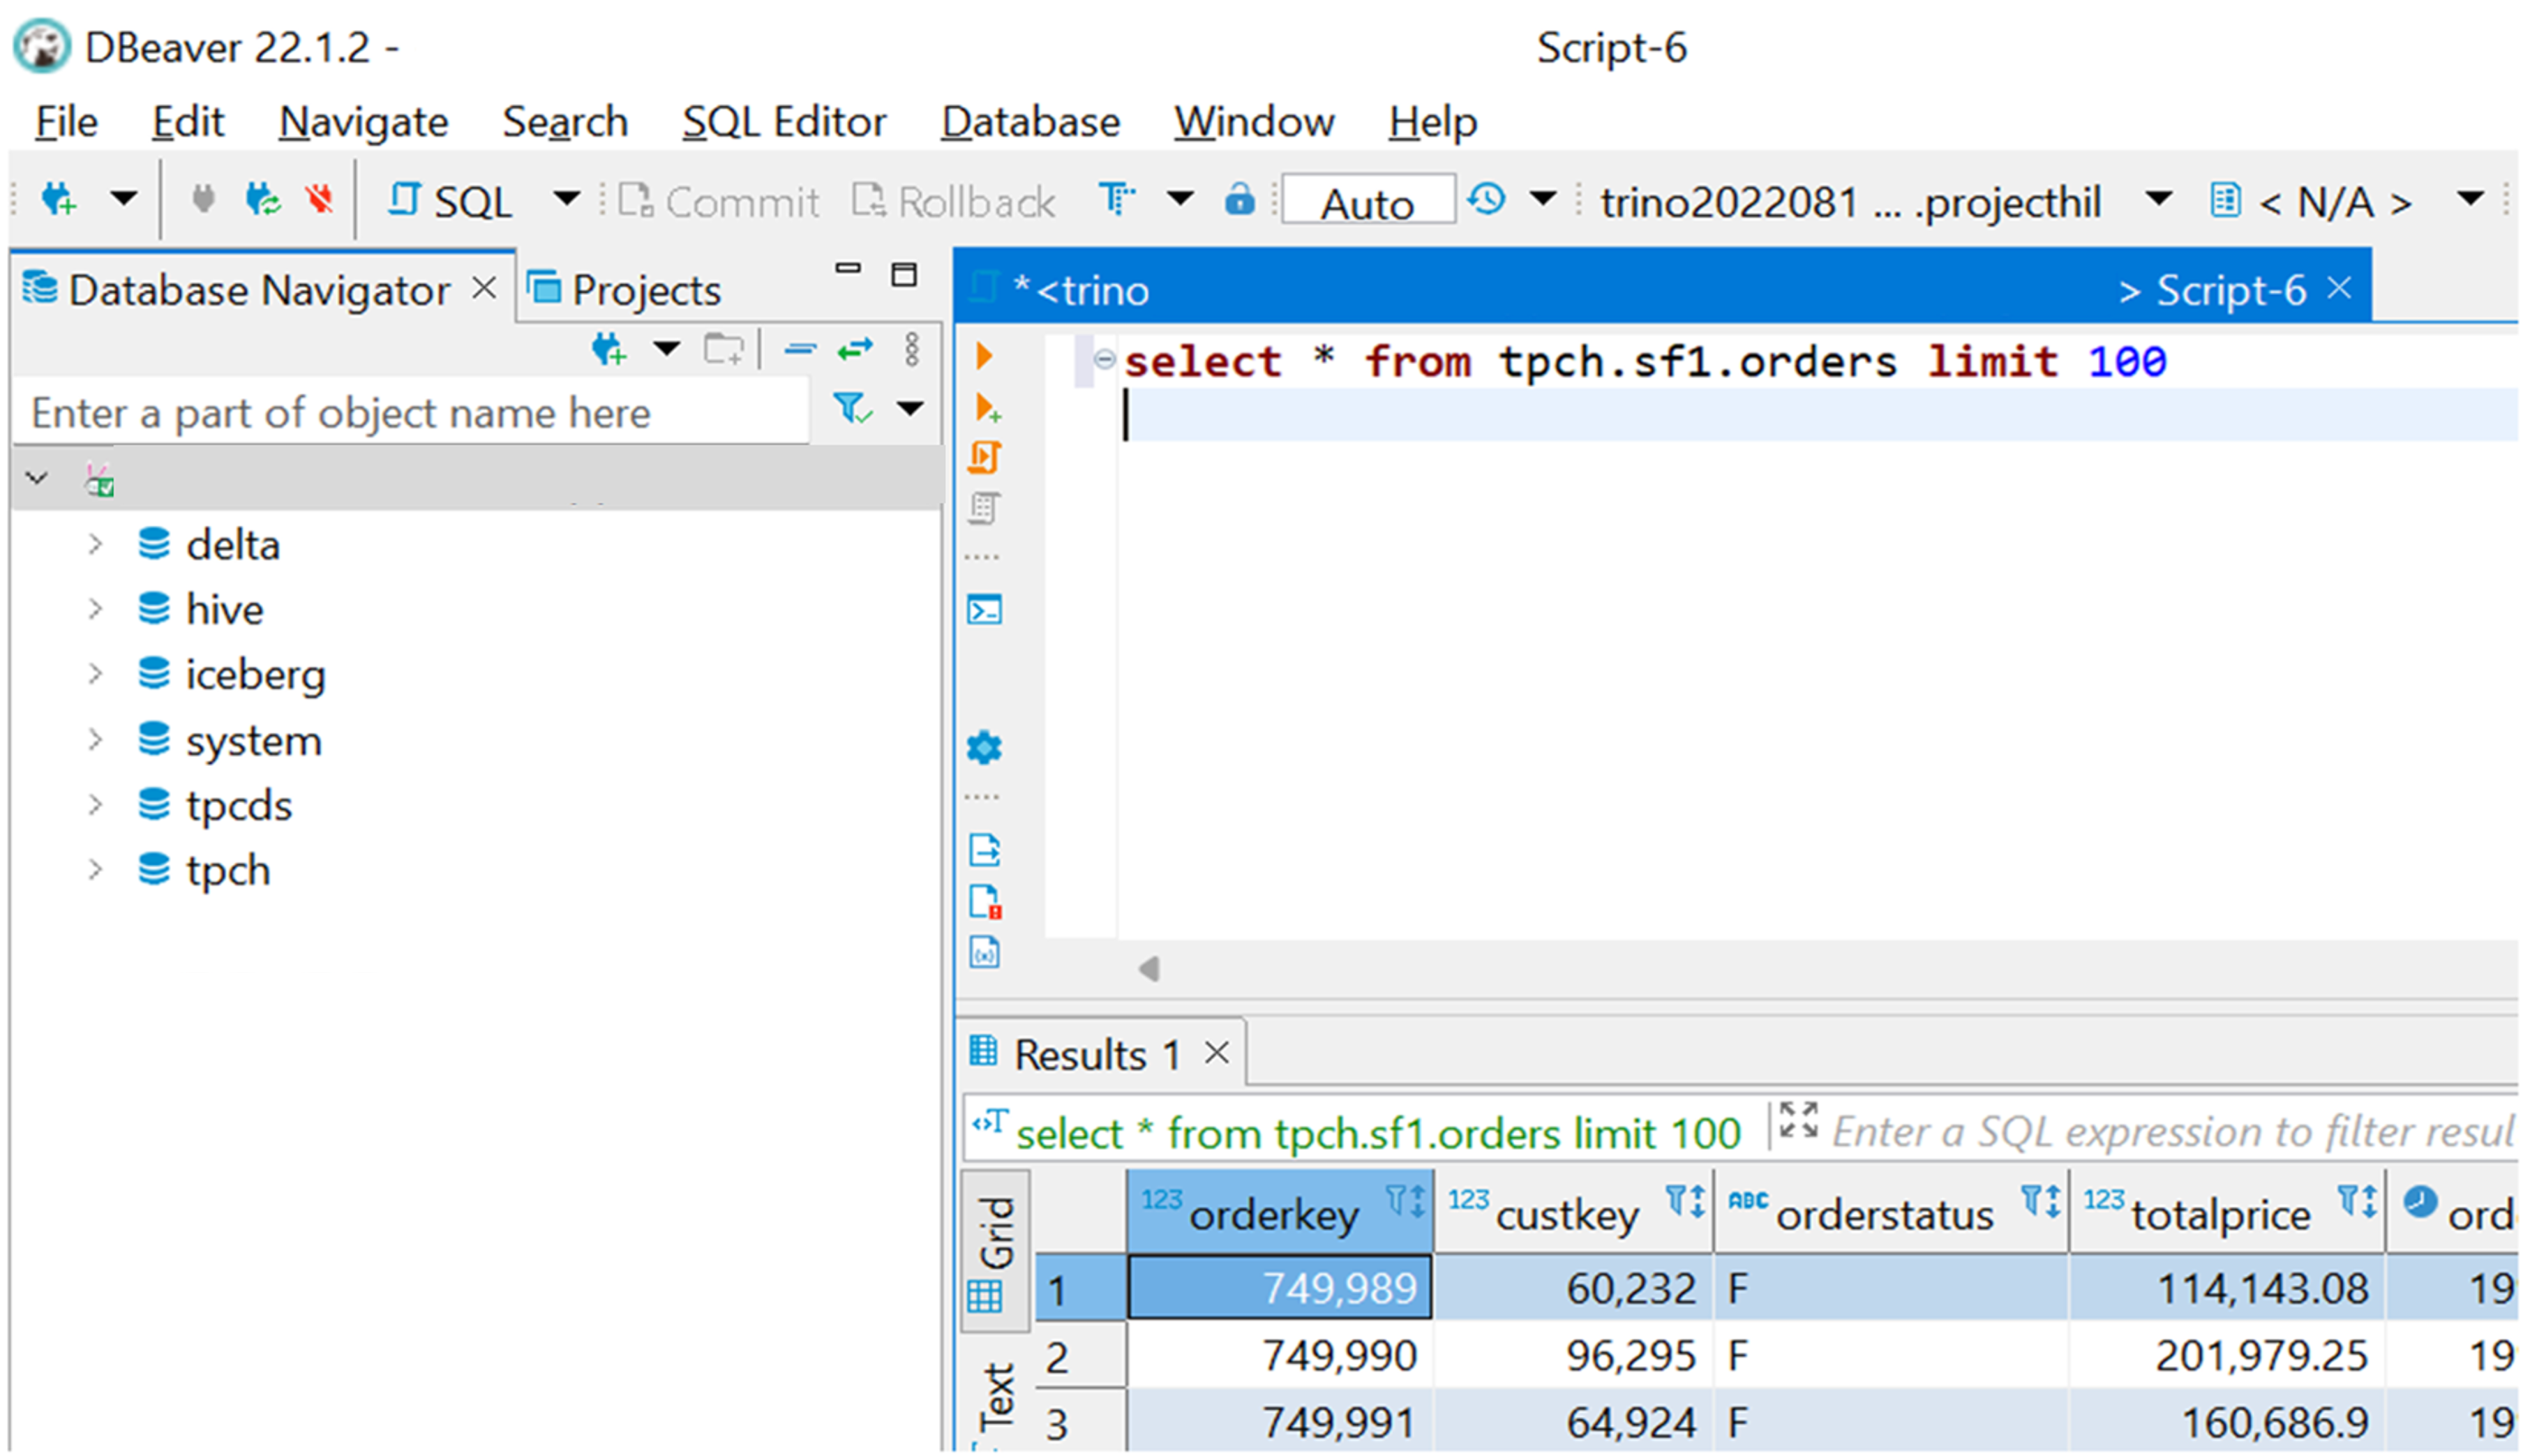 DBeaver 22.1.2 - Script-6
File Edit Navigate Search SQL Editor Database Window Help
SQL Commit Rollback Auto trino2022081 ... .projecthil < N/A >
Database Navigator Projects
*<trino > Script-6
Enter a part of object name here
delta
hive
iceberg
system
tpcds
tpch
select * from tpch.sf1.orders limit 100
Results 1
select * from tpch.sf1.orders limit 100 Enter a SQL expression to filter resul
Grid
Text
123 orderkey 123 custkey ABC orderstatus 123 totalprice ord
1 749,989 60,232 F 114,143.08 19
2 749,990 96,295 F 201,979.25 19
3 749,991 64,924 F 160,686.9 19